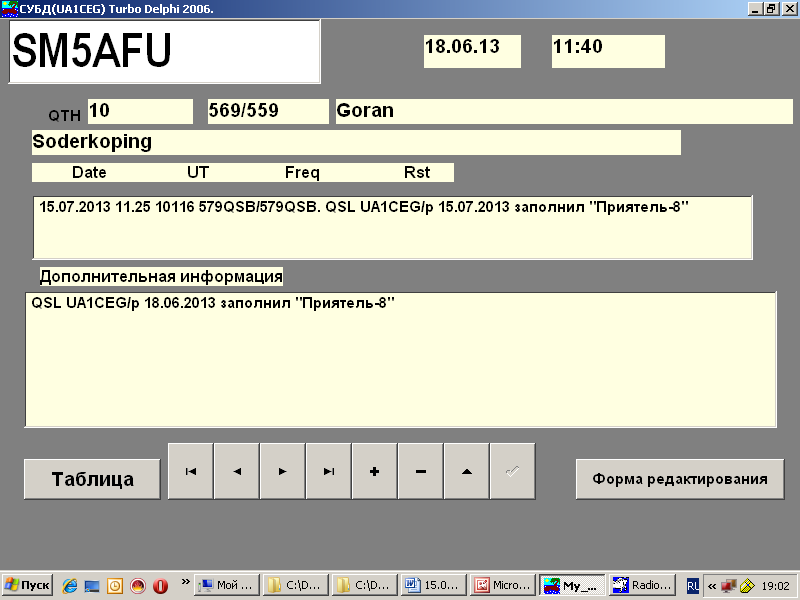 СУБД(UA1CEG) Turbo Delphi 2006.
SM5AFU
18.06.13
11:40
QTH 10
569/559
Goran
Soderkoping
Date UT Freq Rst
15.07.2013 11.25 10116 579QSB/579QSB. QSL UA1CEG/p 15.07.2013 заполнил "Приятель-8"
Дополнительная информация
QSL UA1CEG/p 18.06.2013 заполнил "Приятель-8"
Таблица
Форма редактирования
Пуск » Мой ... C:\D... C:\D... 15.0... Micro... My_... Radio... RL « 19:02